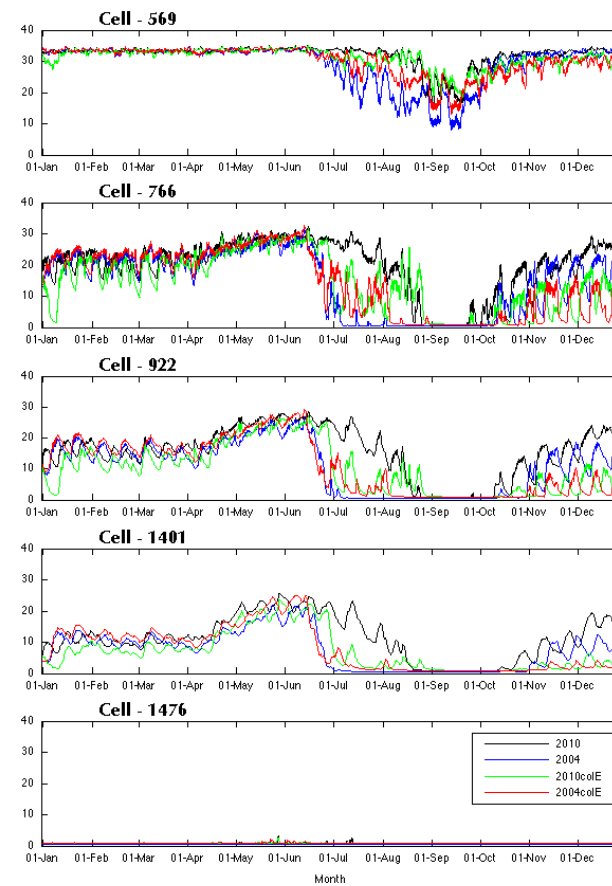 Cell - 569
40
30
20
10
0
01-Jan 01-Feb 01-Mar 01-Apr 01-May 01-Jun 01-Jul 01-Aug 01-Sep 01-Oct 01-Nov 01-Dec
Cell - 766
40
30
20
10
0
01-Jan 01-Feb 01-Mar 01-Apr 01-May 01-Jun 01-Jul 01-Aug 01-Sep 01-Oct 01-Nov 01-Dec
Cell - 922
40
30
20
10
0
01-Jan 01-Feb 01-Mar 01-Apr 01-May 01-Jun 01-Jul 01-Aug 01-Sep 01-Oct 01-Nov 01-Dec
Cell - 1401
40
30
20
10
0
01-Jan 01-Feb 01-Mar 01-Apr 01-May 01-Jun 01-Jul 01-Aug 01-Sep 01-Oct 01-Nov 01-Dec
Cell - 1476
40
30
20
10
0
2010
2004
2010colE
2004colE
01-Jan 01-Feb 01-Mar 01-Apr 01-May 01-Jun 01-Jul 01-Aug 01-Sep 01-Oct 01-Nov 01-Dec
Month